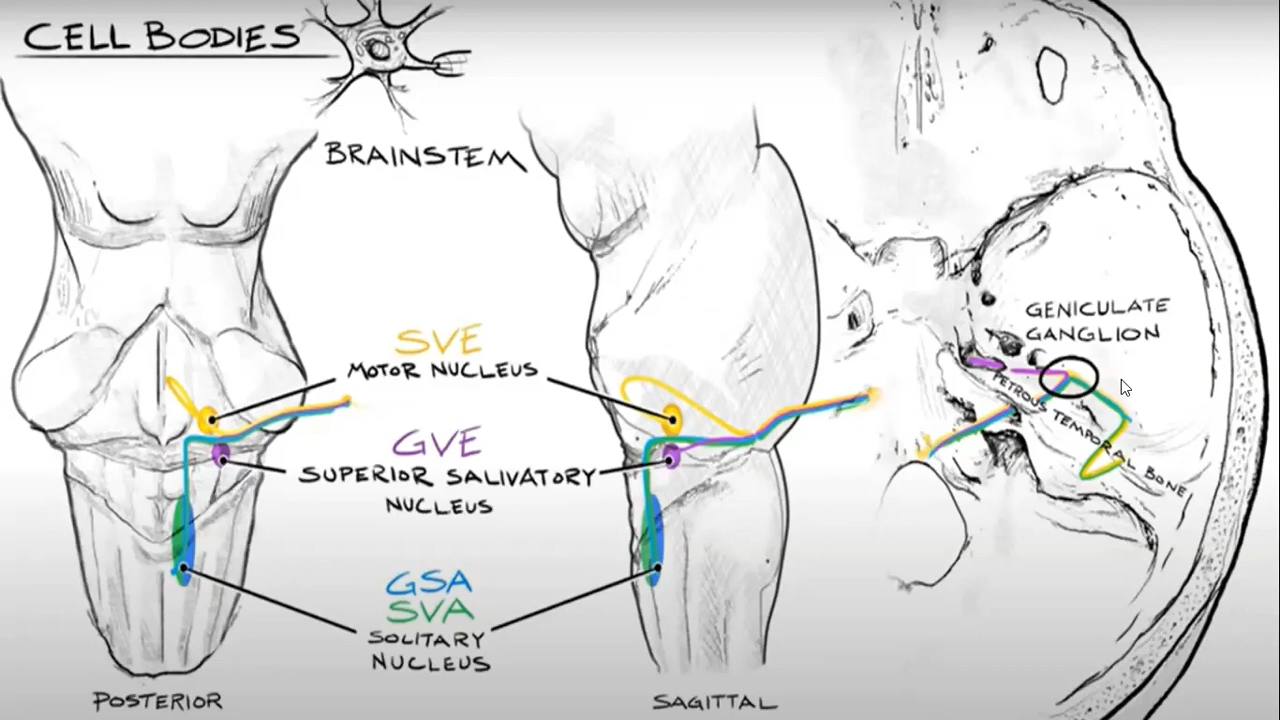 CELL BODIES
BRAINSTEM
SVE
MOTOR NUCLEUS
GVE
SUPERIOR SALIVATORY
NUCLEUS
GSA
SVA
SOLITARY
NUCLEUS
POSTERIOR
SAGITTAL
GENICULATE
GANGLION
PETROUS TEMPORAL BONE